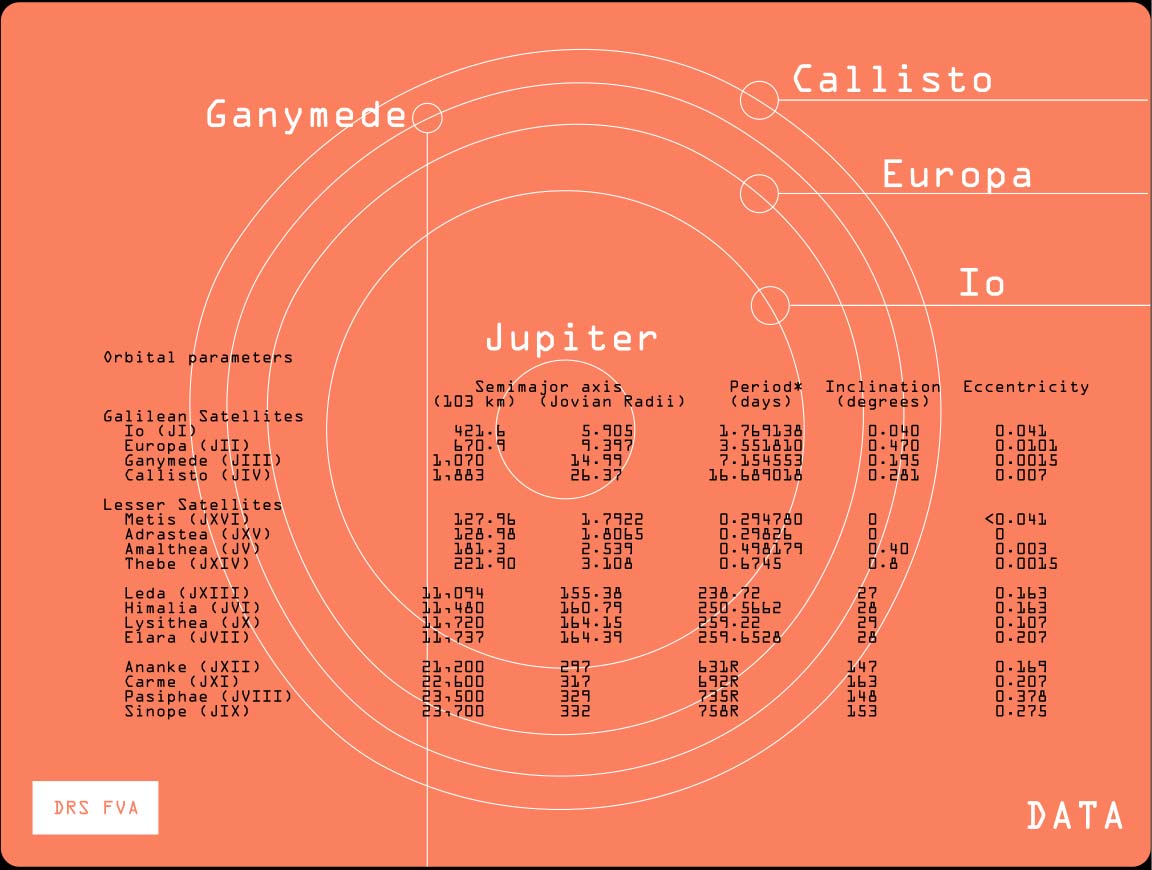 Callisto
Ganymede
Europa
Io
Jupiter
Orbital parameters
Semimajor axis Period* Inclination Eccentricity
(103 km) (Jovian Radii) (days) (degrees)
Galilean Satellites
Io (JI) 421.6 5.905 1.769138 0.040 0.041
Europa (JII) 670.9 9.397 3.551810 0.470 0.0101
Ganymede (JIII) 1,070 14.99 7.154553 0.195 0.0015
Callisto (JIV) 1,883 26.37 16.689018 0.281 0.007
Lesser Satellites
Metis (JXVI) 127.96 1.7922 0.294780 0 <0.041
Adrastea (JXV) 128.98 1.8065 0.29826 0 0
Amalthea (JV) 181.3 2.539 0.498179 0.40 0.003
Thebe (JXIV) 221.90 3.108 0.6745 0.8 0.0015
Leda (JXIII) 11,094 155.38 238.72 27 0.163
Himalia (JVI) 11,480 160.79 250.5662 28 0.163
Lysithea (JX) 11,720 164.15 259.22 29 0.107
Elara (JVII) 11,737 164.39 259.6528 28 0.207
Ananke (JXII) 21,200 297 631R 147 0.169
Carme (JXI) 22,600 317 692R 163 0.207
Pasiphae (JVIII) 23,500 329 735R 148 0.378
Sinope (JIX) 23,700 332 758R 153 0.275
DRS FVA
DATA